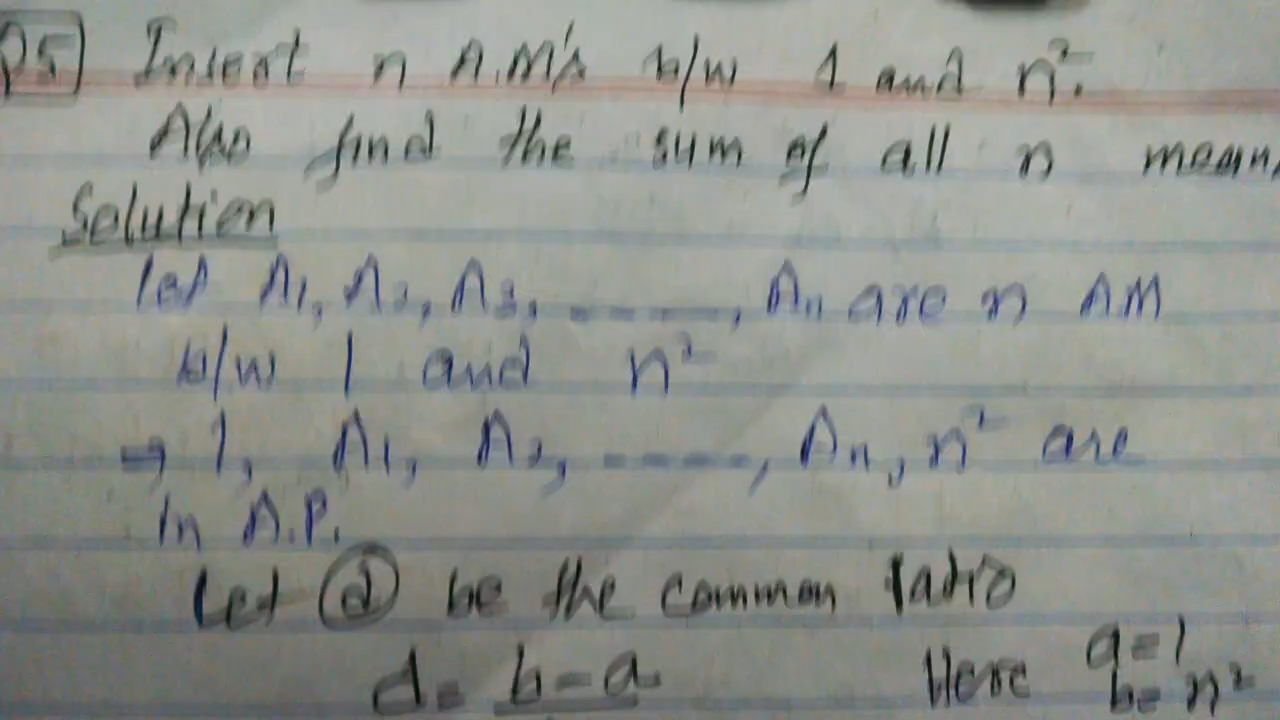 Q5 Insert n A.M's b/w 1 and n².
Also find the sum of all n mean
Solution
let A₁, A₂, A₃, -----, Aₙ are n AM
b/w 1 and n²
⇒ 1, A₁, A₂, -----, Aₙ, n² are
in A.P.
Let d be the common ratio
d = b-a Here a=1
b= n²